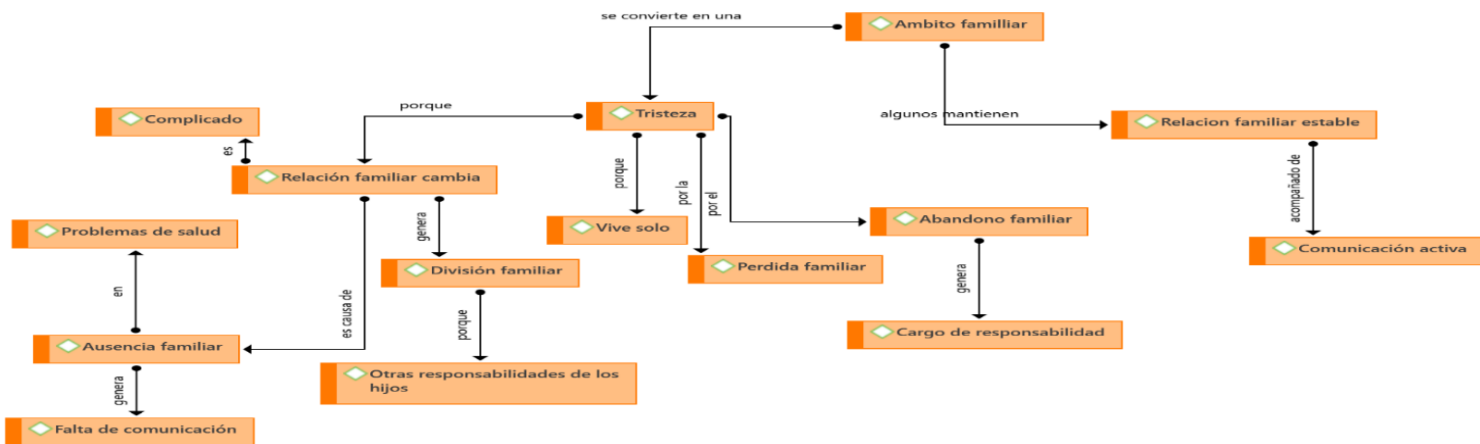 se convierte en una
Ambito familliar
porque
Complicado
Tristeza
algunos mantienen
Relacion familiar estable
es
Relación familiar cambia
porque
por la
por el
acompañado de
Problemas de salud
genera
Vive solo
Abandono familiar
Comunicación activa
División familiar
Perdida familiar
en
es causa de
genera
porque
Cargo de responsabilidad
Ausencia familiar
Otras responsabilidades de los
hijos
genera
Falta de comunicación